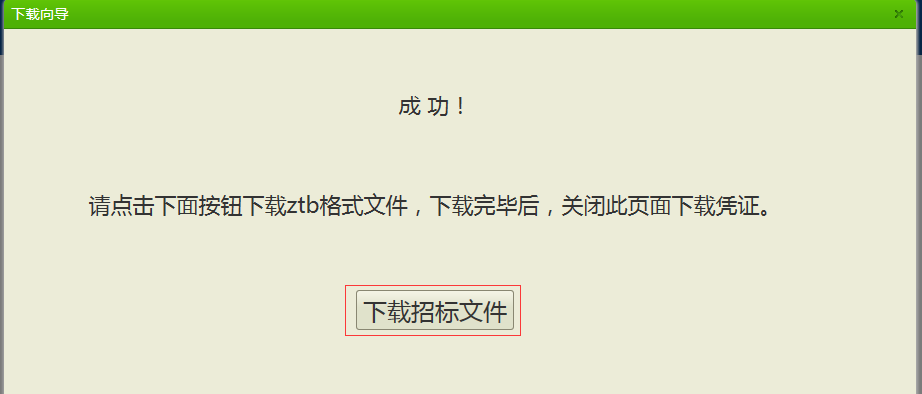 下载向导
成 功！
请点击下面按钮下载ztb格式文件，下载完毕后，关闭此页面下载凭证。
下载招标文件